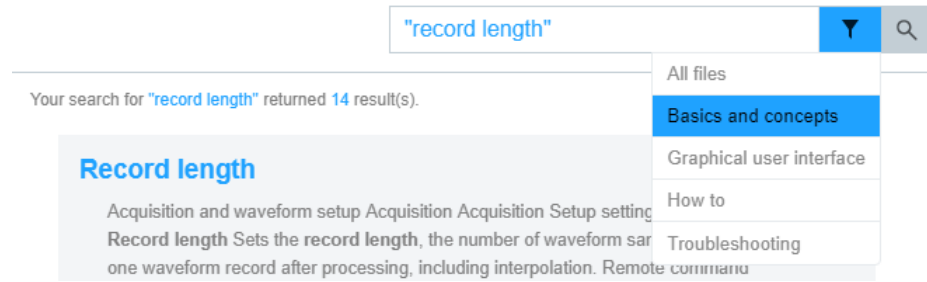 "record length"
All files
Your search for "record length" returned 14 result(s).
Basics and concepts
Graphical user interface
How to
Troubleshooting
Record length
Acquisition and waveform setup Acquisition Acquisition Setup setting
Record length Sets the record length, the number of waveform sar
one waveform record after processing, including interpolation. Remote command